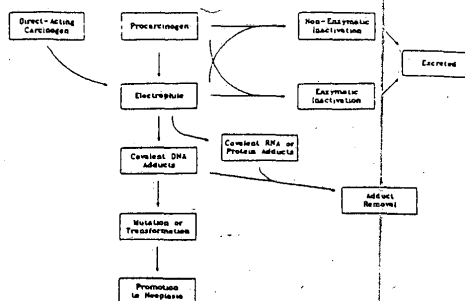 Direct-Acting
Carcinogen
Procarcinogen
Non-Enzymatic
Inactivation
Excreted
Electrophile
Enzymatic
Inactivation
Covalent RNA or
Protein Adducts
Covalent DNA
Adducts
Adduct
Removal
Mutation or
Transformation
Promotion
to Neoplasia